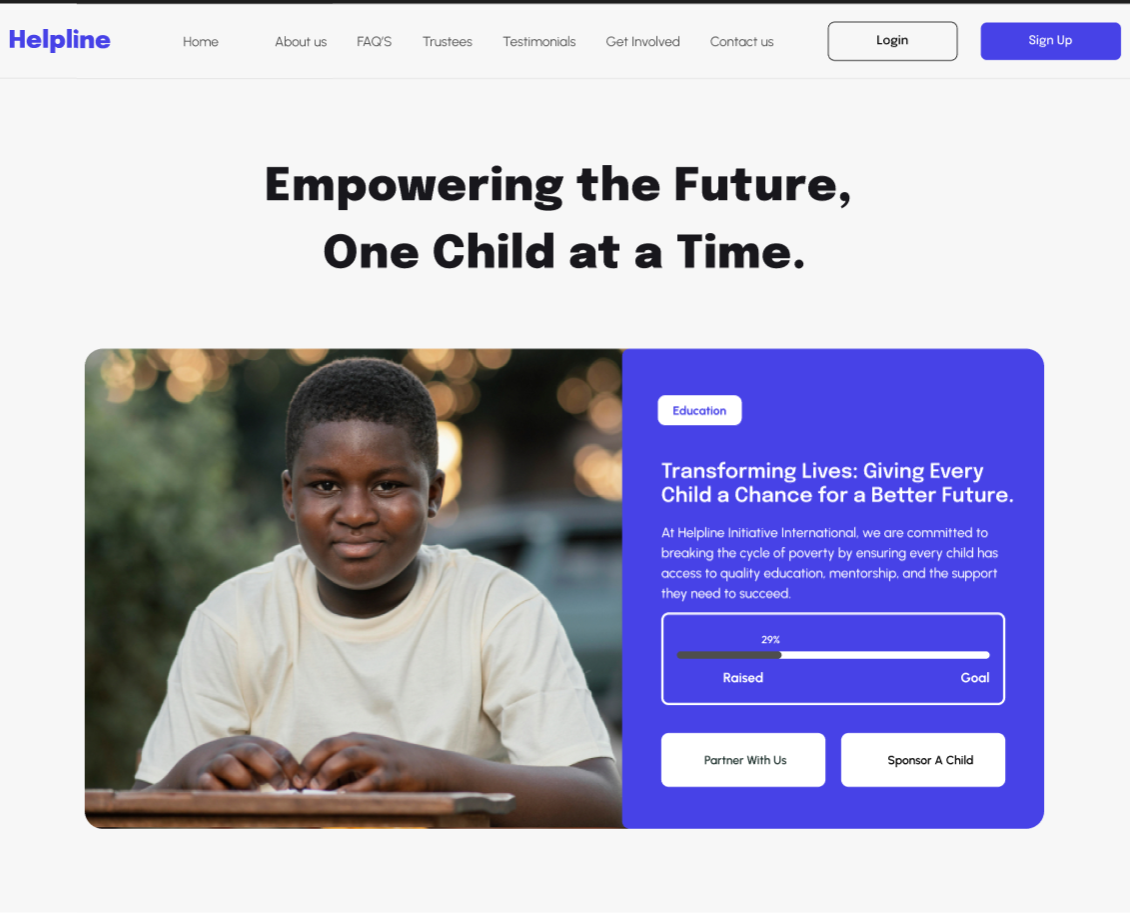 Helpline
Home
About us
FAQ'S
Trustees
Testimonials
Get Involved
Contact us
Login
Sign Up
Empowering the Future,
One Child at a Time.
Education
Transforming Lives: Giving Every
Child a Chance for a Better Future.
At Helpline Initiative International, we are committed to
breaking the cycle of poverty by ensuring every child has
access to quality education, mentorship, and the support
they need to succeed.
29%
Raised
Goal
Partner With Us
Sponsor A Child